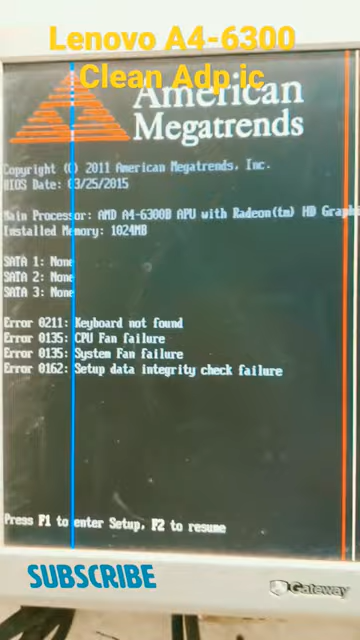 Lenovo A4-6300
Clean Adp ic
American
Megatrends
Copyright (C) 2011 American Megatrends, Inc.
BIOS Date: 03/25/2015
Main Processor: AMD A4-6300B APU with Radeon(tm) HD Graphi
Installed Memory: 1024MB
SATA 1: None
SATA 2: None
SATA 3: None
Error 0211: Keyboard not found
Error 0135: CPU Fan failure
Error 0135: System Fan failure
Error 0162: Setup data integrity check failure
Press F1 to enter Setup, F2 to resume
SUBSCRIBE
Gateway